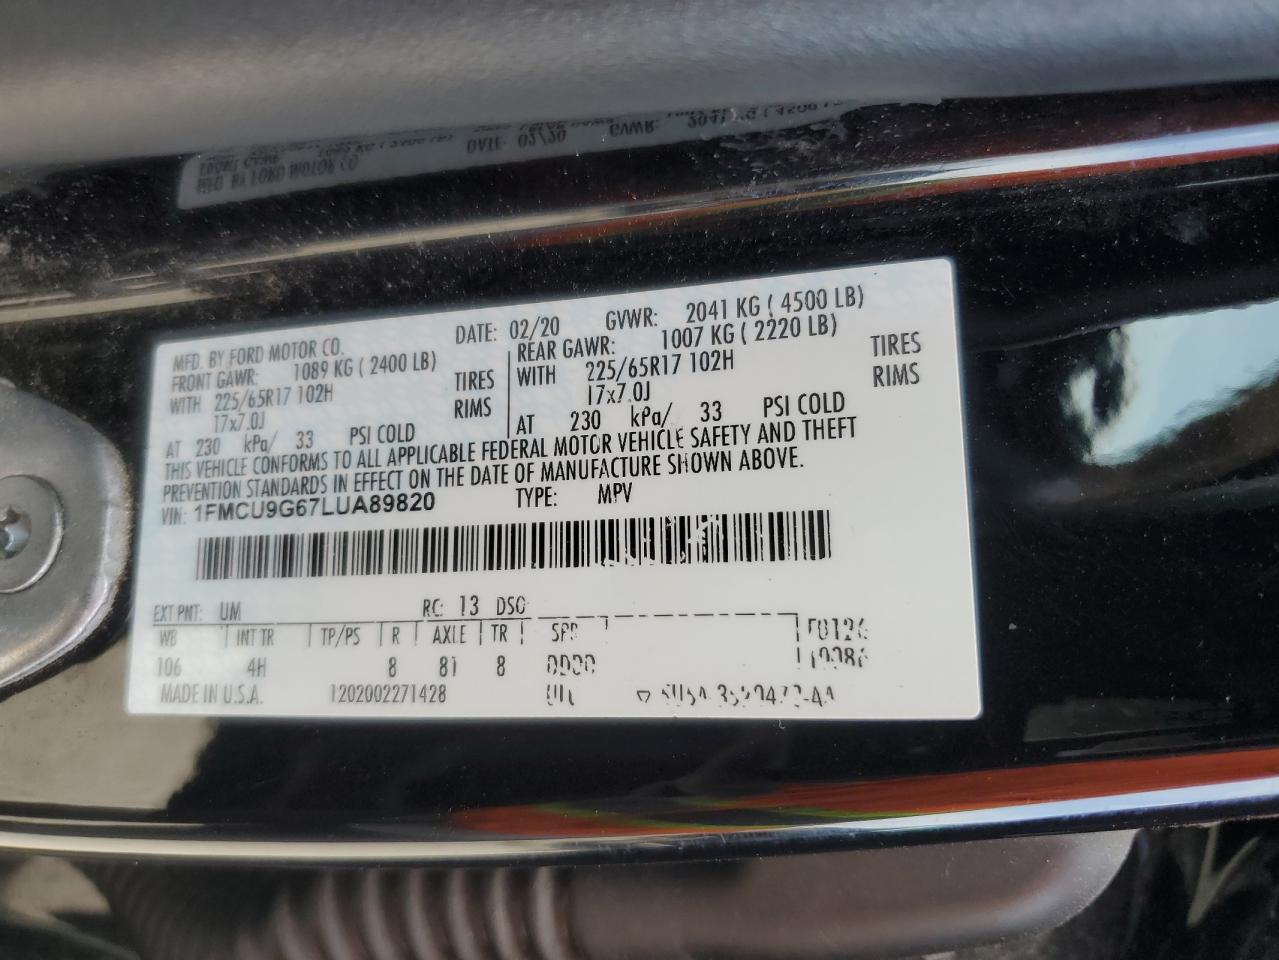 MFD. BY FORD MOTOR CO. DATE: 02/20 GVWR: 2041 KG ( 4500 LB)
FRONT GAWR: 1089 KG ( 2400 LB) REAR GAWR: 1007 KG ( 2220 LB)
WITH 225/65R17 102H TIRES WITH 225/65R17 102H TIRES
17x7.0J RIMS 17x7.0J RIMS
AT 230 kPa/ 33 PSI COLD AT 230 kPa/ 33 PSI COLD
THIS VEHICLE CONFORMS TO ALL APPLICABLE FEDERAL MOTOR VEHICLE SAFETY AND THEFT
PREVENTION STANDARDS IN EFFECT ON THE DATE OF MANUFACTURE SHOWN ABOVE.
VIN: 1FMCU9G67LUA89820 TYPE: MPV
EXT PNT: UM RC: 13 DSO:
WB INT TR TP/PS R AXLE TR SPR
106 4H 8 81 8
MADE IN U.S.A. 1202002271428